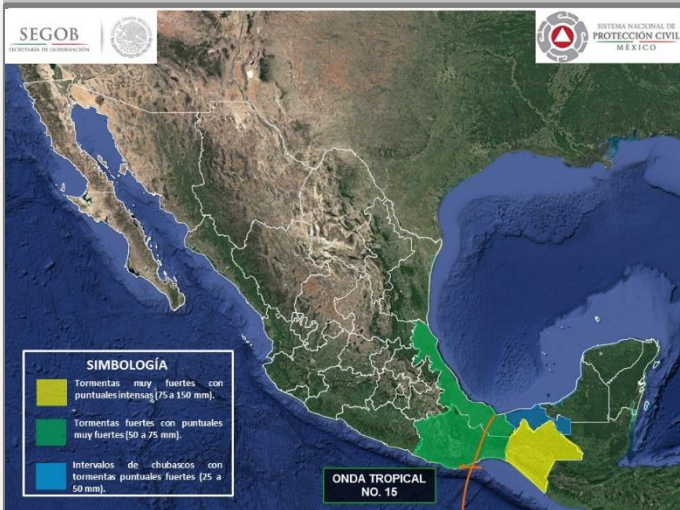 SEGOB
SECRETARÍA DE GOBERNACIÓN
SISTEMA NACIONAL DE
PROTECCIÓN CIVIL
MÉXICO
SIMBOLOGÍA
Tormentas muy fuertes con
puntuales intensas (75 a 150 mm).
Tormentas fuertes con puntuales
muy fuertes (50 a 75 mm).
Intervalos de chubascos con
tormentas puntuales fuertes (25 a
50 mm).
ONDA TROPICAL
NO. 15